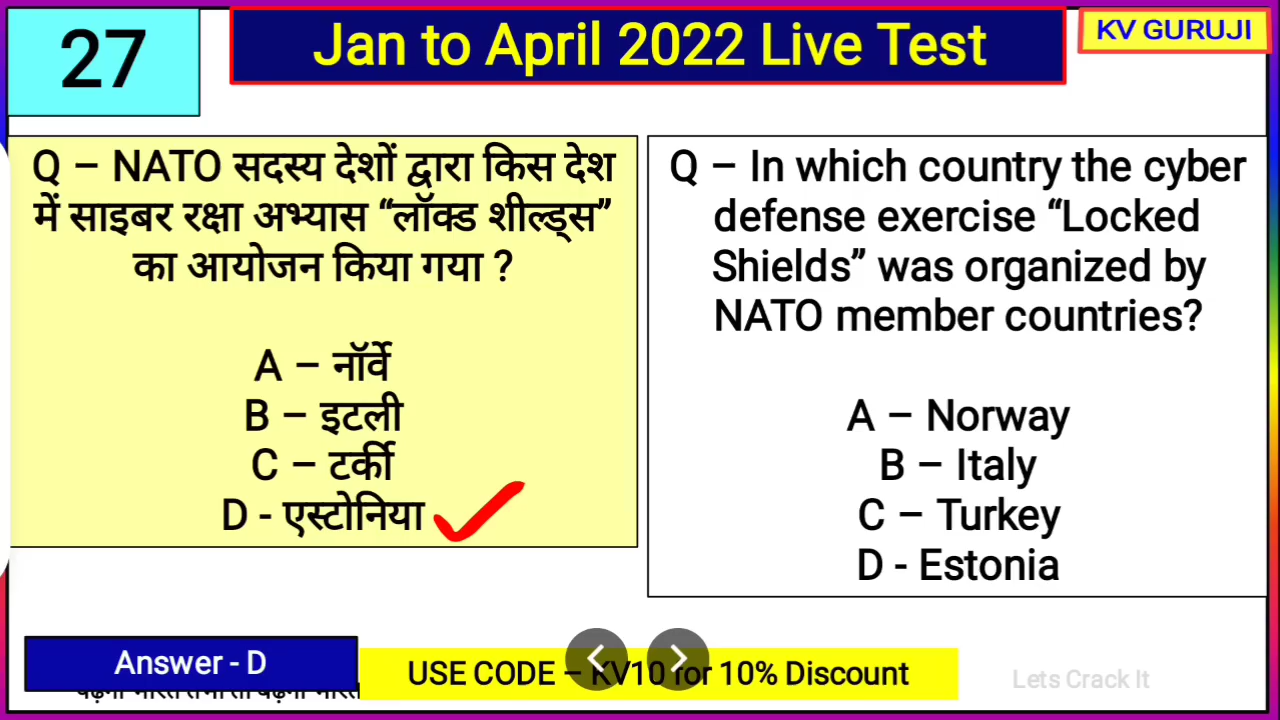 27
Jan to April 2022 Live Test
KV GURUJI
Q – NATO सदस्य देशों द्वारा किस देश
में साइबर रक्षा अभ्यास “लॉक्ड शील्ड्स”
का आयोजन किया गया ?
A – नॉर्वे
B – इटली
C – टर्की
D - एस्टोनिया
Q – In which country the cyber
defense exercise “Locked
Shields” was organized by
NATO member countries?
A – Norway
B – Italy
C – Turkey
D - Estonia
Answer - D
USE CODE – KV10 for 10% Discount
Lets Crack It